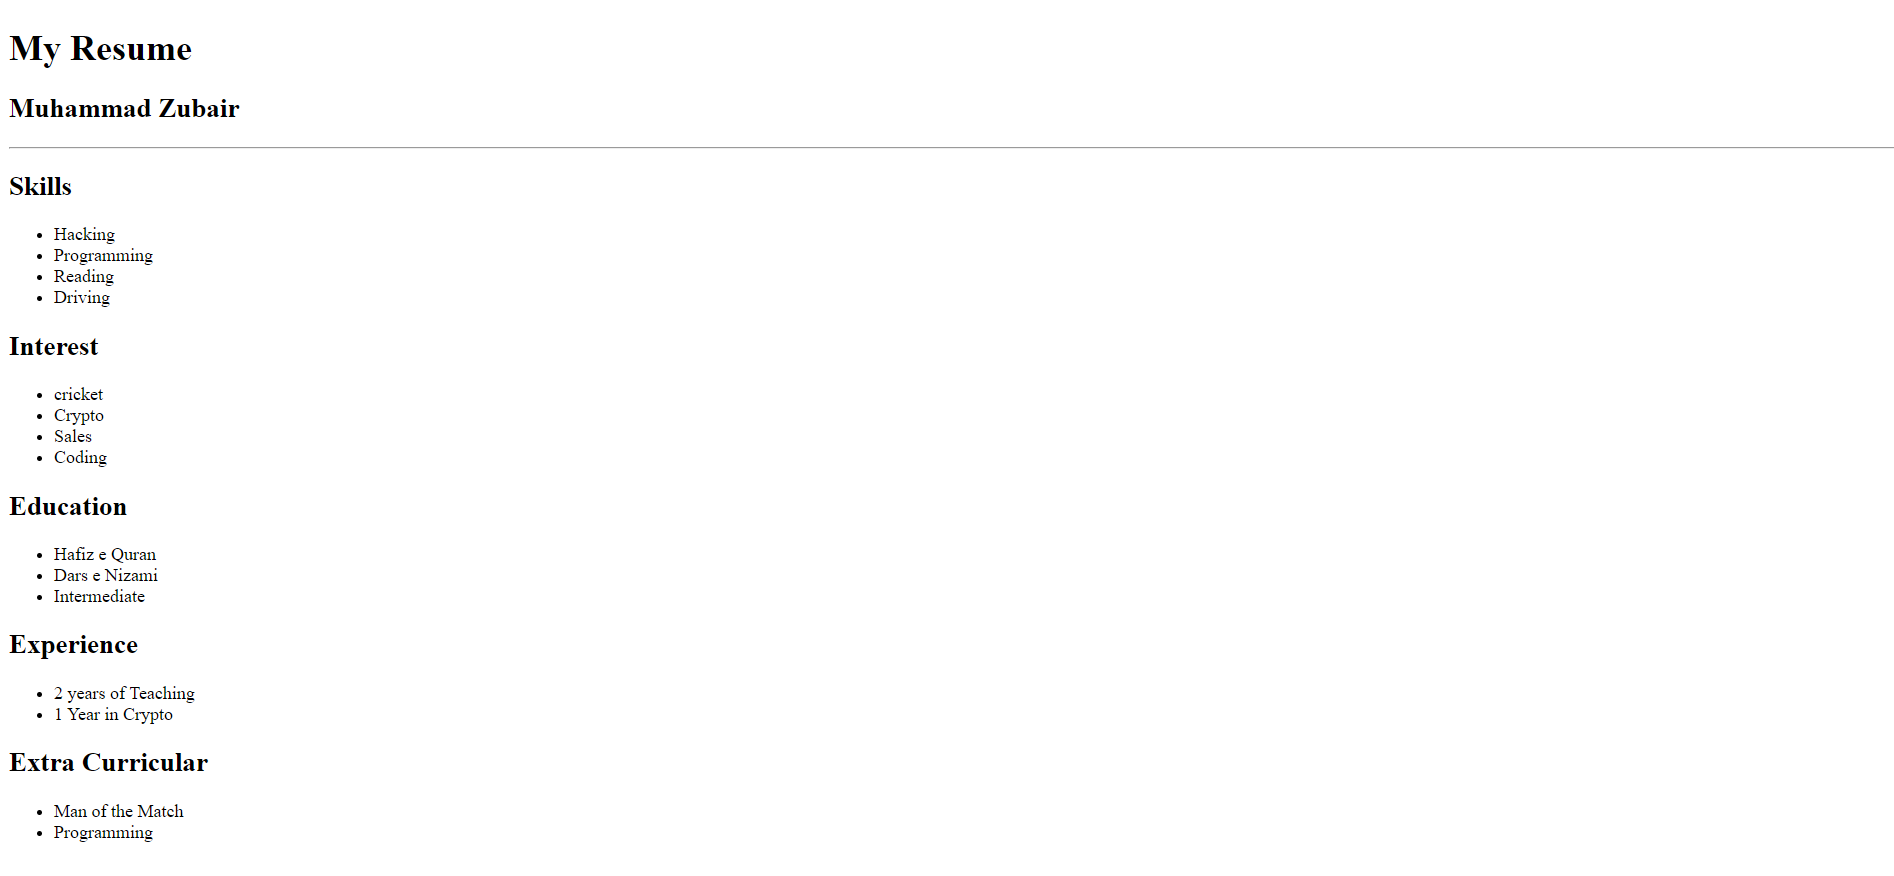 My Resume
Muhammad Zubair
Skills
Hacking
Programming
Reading
Driving
Interest
cricket
Crypto
Sales
Coding
Education
Hafiz e Quran
Dars e Nizami
Intermediate
Experience
2 years of Teaching
1 Year in Crypto
Extra Curricular
Man of the Match
Programming